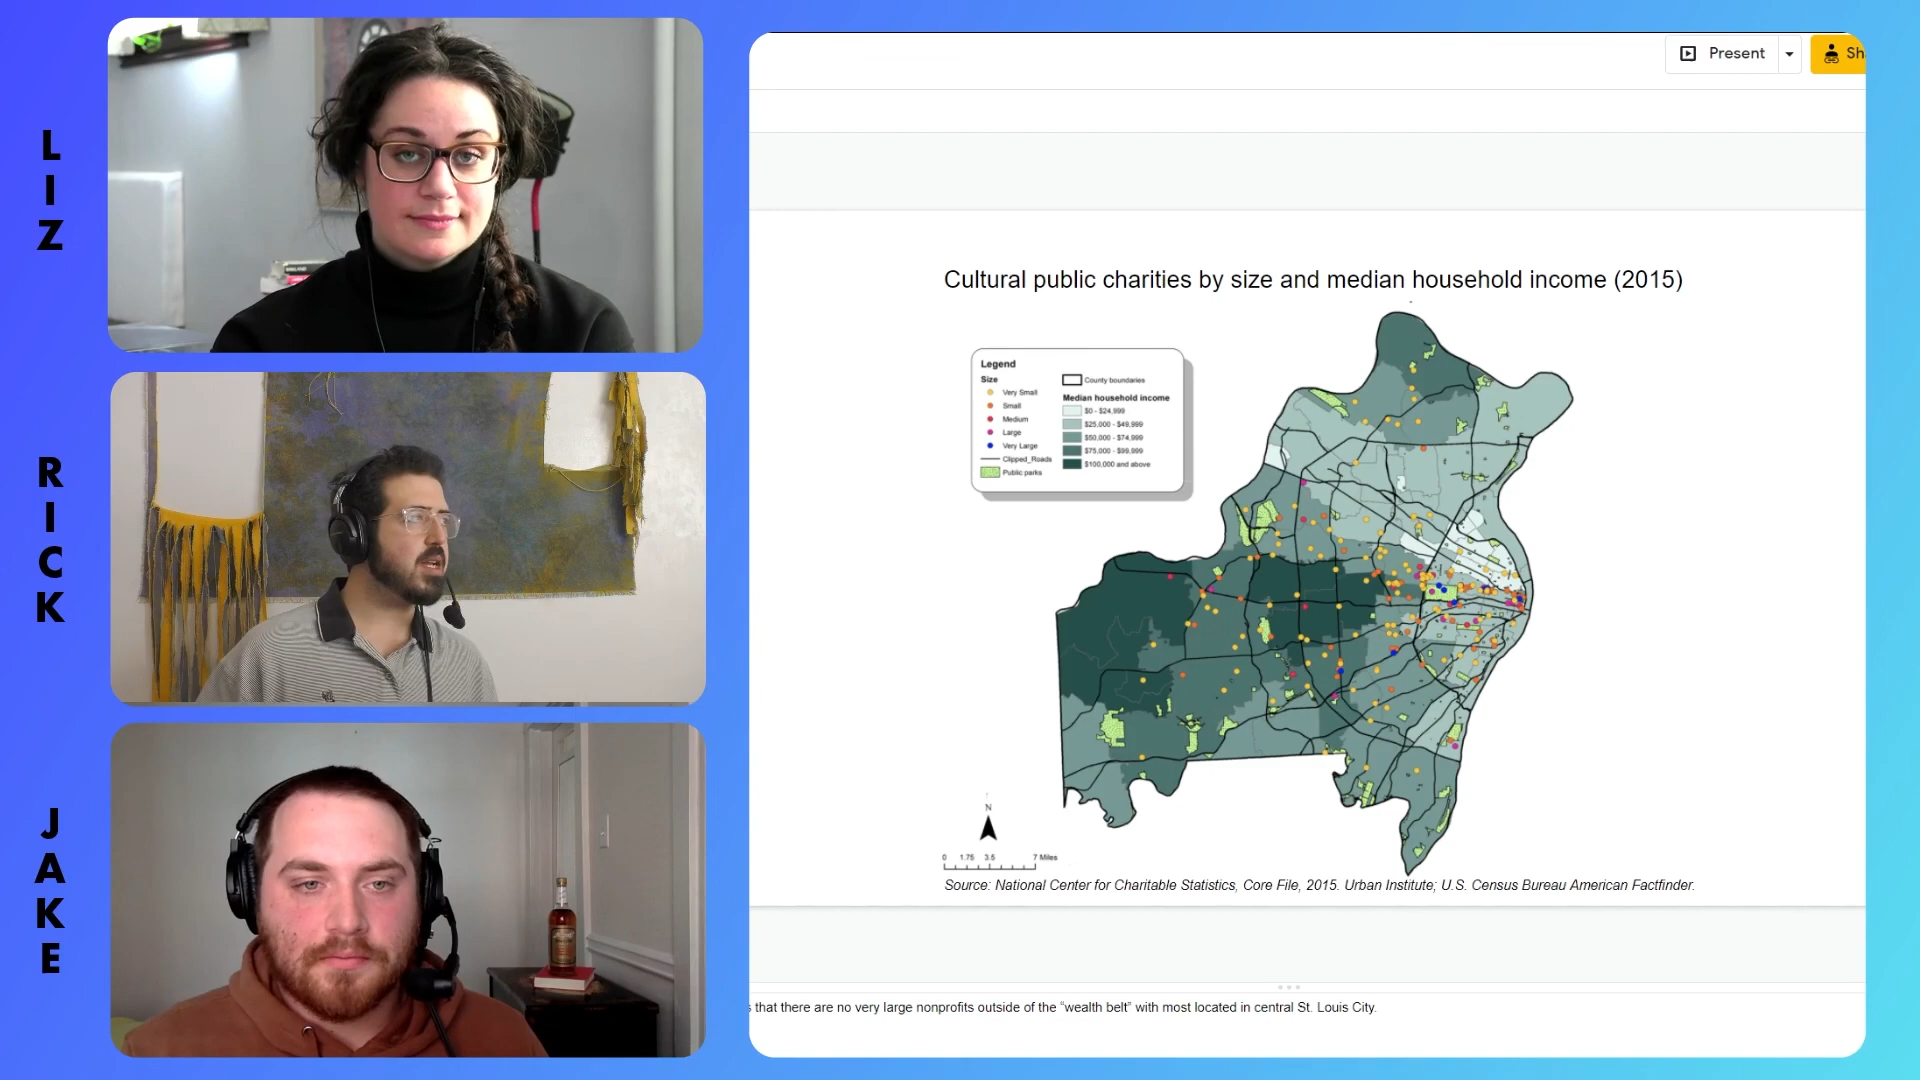 LIZ
RICK
JAKE
Present
Sh
Cultural public charities by size and median household income (2015)
Legend
Size
Very Small
Small
Medium
Large
Very Large
Clipped_Roads
Public parks
County boundaries
Median household income
$0 - $24,999
$25,000 - $49,999
$50,000 - $74,999
$75,000 - $99,999
$100,000 and above
N
0 1.75 3.5 7 Miles
Source: National Center for Charitable Statistics, Core File, 2015. Urban Institute; U.S. Census Bureau American Factfinder.
that there are no very large nonprofits outside of the “wealth belt” with most located in central St. Louis City.